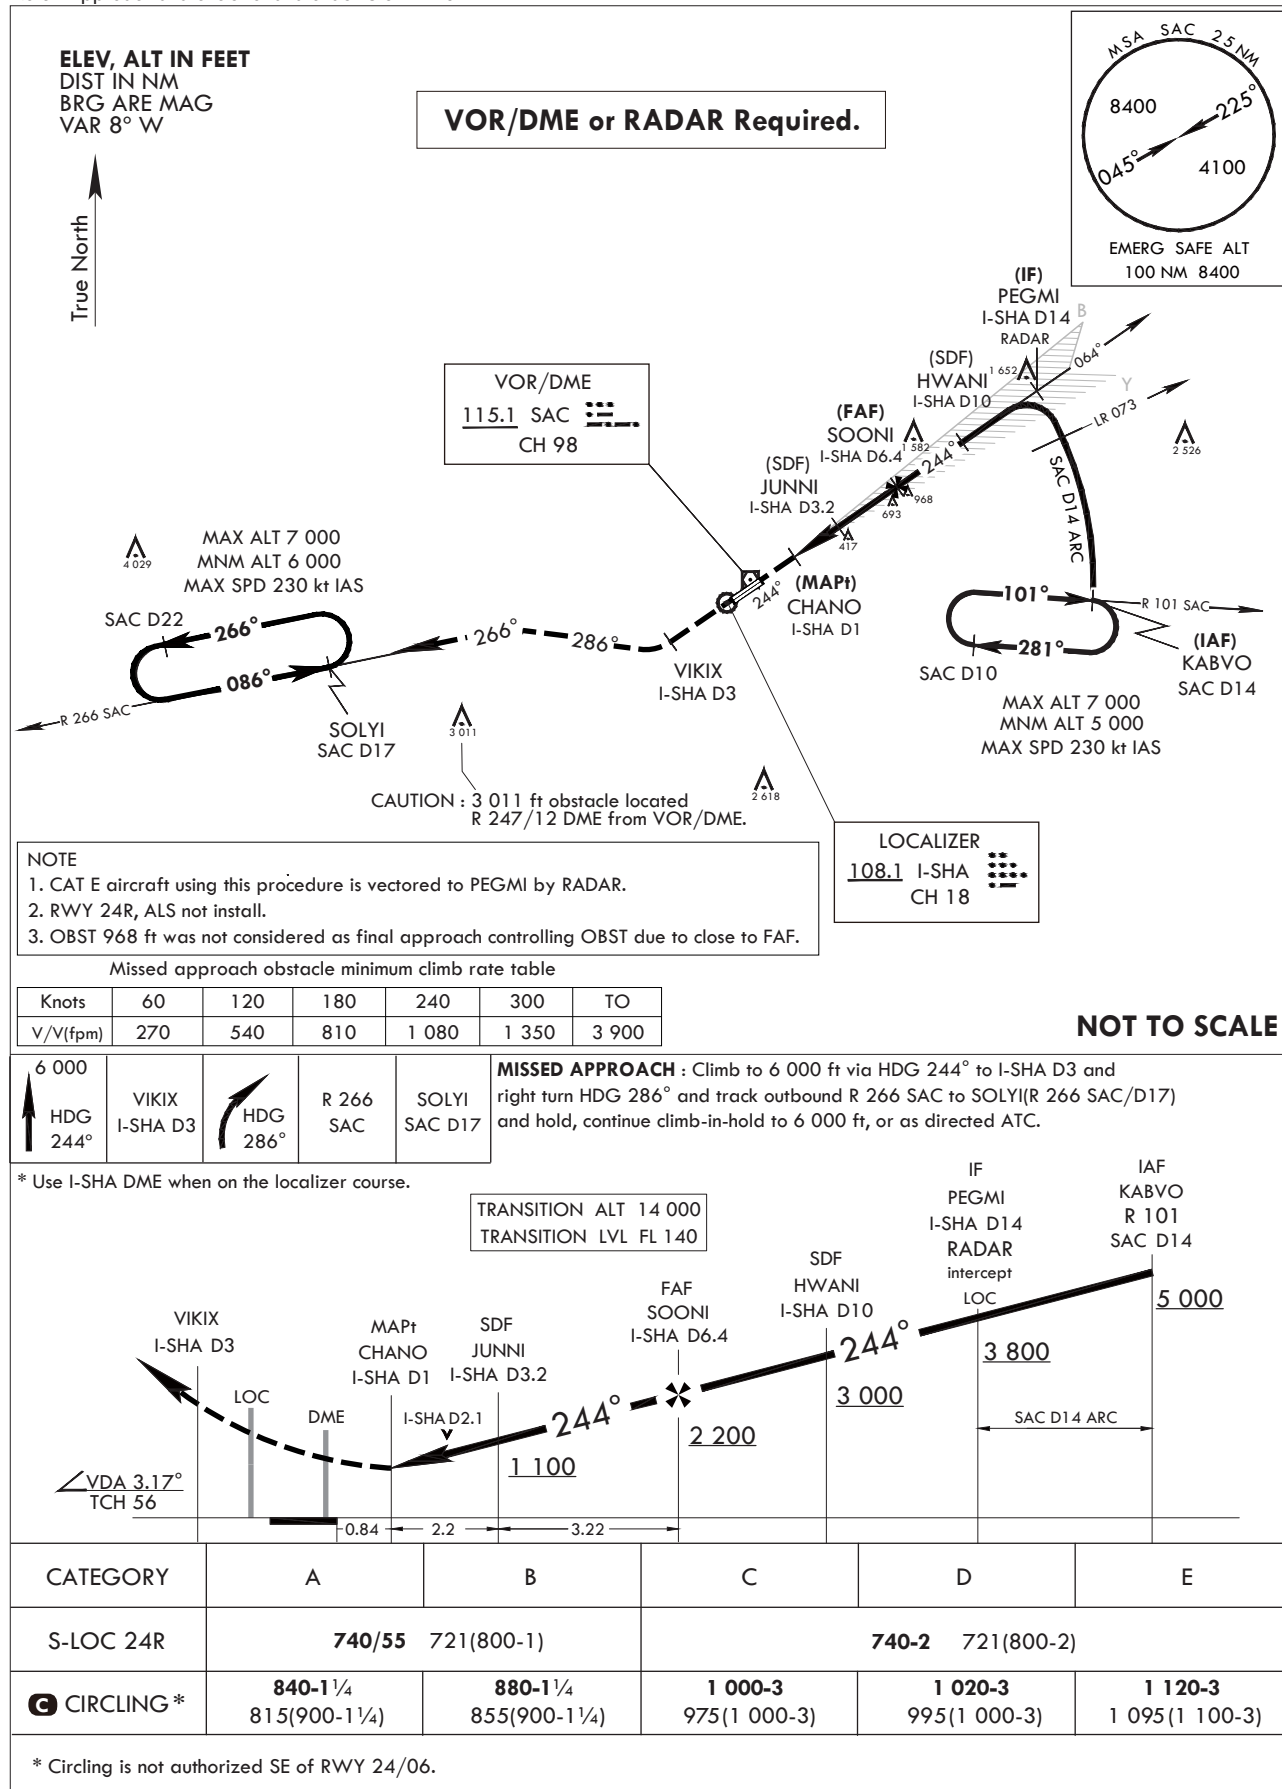 ELEV, ALT IN FEET
DIST IN NM
BRG ARE MAG
VAR 8° W
True North
VOR/DME or RADAR Required.
MSA SAC 25 NM
8400
225°
045°
4100
EMERG SAFE ALT
100 NM 8400
(IF)
PEGMI
I-SHA D14
RADAR
B
064°
Y
LR 073
(SDF)
HWANI
I-SHA D10
1 652
(FAF)
SOONI
I-SHA D6.4
1 582
244°
2 526
(SDF)
JUNNI
I-SHA D3.2
968
693
417
SAC D14 ARC
VOR/DME
115.1 SAC
CH 98
244°
(MAPt)
CHANO
I-SHA D1
101°
R 101 SAC
281°
SAC D10
(IAF)
KABVO
SAC D14
MAX ALT 7 000
MNM ALT 5 000
MAX SPD 230 kt IAS
4 029
MAX ALT 7 000
MNM ALT 6 000
MAX SPD 230 kt IAS
SAC D22
266°
086°
266°
286°
VIKIX
I-SHA D3
R 266 SAC
SOLYI
SAC D17
3 011
2 618
CAUTION : 3 011 ft obstacle located
R 247/12 DME from VOR/DME.
LOCALIZER
108.1 I-SHA
CH 18
NOTE
1. CAT E aircraft using this procedure is vectored to PEGMI by RADAR.
2. RWY 24R, ALS not install.
3. OBST 968 ft was not considered as final approach controlling OBST due to close to FAF.
Missed approach obstacle minimum climb rate table
Knots 60 120 180 240 300 TO
V/V(fpm) 270 540 810 1 080 1 350 3 900
NOT TO SCALE
6 000
HDG
244°
VIKIX
I-SHA D3
HDG
286°
R 266
SAC
SOLYI
SAC D17
MISSED APPROACH : Climb to 6 000 ft via HDG 244° to I-SHA D3 and
right turn HDG 286° and track outbound R 266 SAC to SOLYI(R 266 SAC/D17)
and hold, continue climb-in-hold to 6 000 ft, or as directed ATC.
* Use I-SHA DME when on the localizer course.
TRANSITION ALT 14 000
TRANSITION LVL FL 140
VIKIX
I-SHA D3
LOC
DME
MAPt
CHANO
I-SHA D1
I-SHA D2.1
SDF
JUNNI
I-SHA D3.2
FAF
SOONI
I-SHA D6.4
SDF
HWANI
I-SHA D10
IF
PEGMI
I-SHA D14
RADAR
intercept
LOC
IAF
KABVO
R 101
SAC D14
5 000
244°
3 800
3 000
SAC D14 ARC
244°
2 200
1 100
VDA 3.17°
TCH 56
0.84 2.2 3.22
CATEGORY A B C D E
S-LOC 24R 740/55 721(800-1) 740-2 721(800-2)
C CIRCLING* 840-1¼ 880-1¼ 1 000-3 1 020-3 1 120-3
815(900-1¼) 855(900-1¼) 975(1 000-3) 995(1 000-3) 1 095(1 100-3)
* Circling is not authorized SE of RWY 24/06.